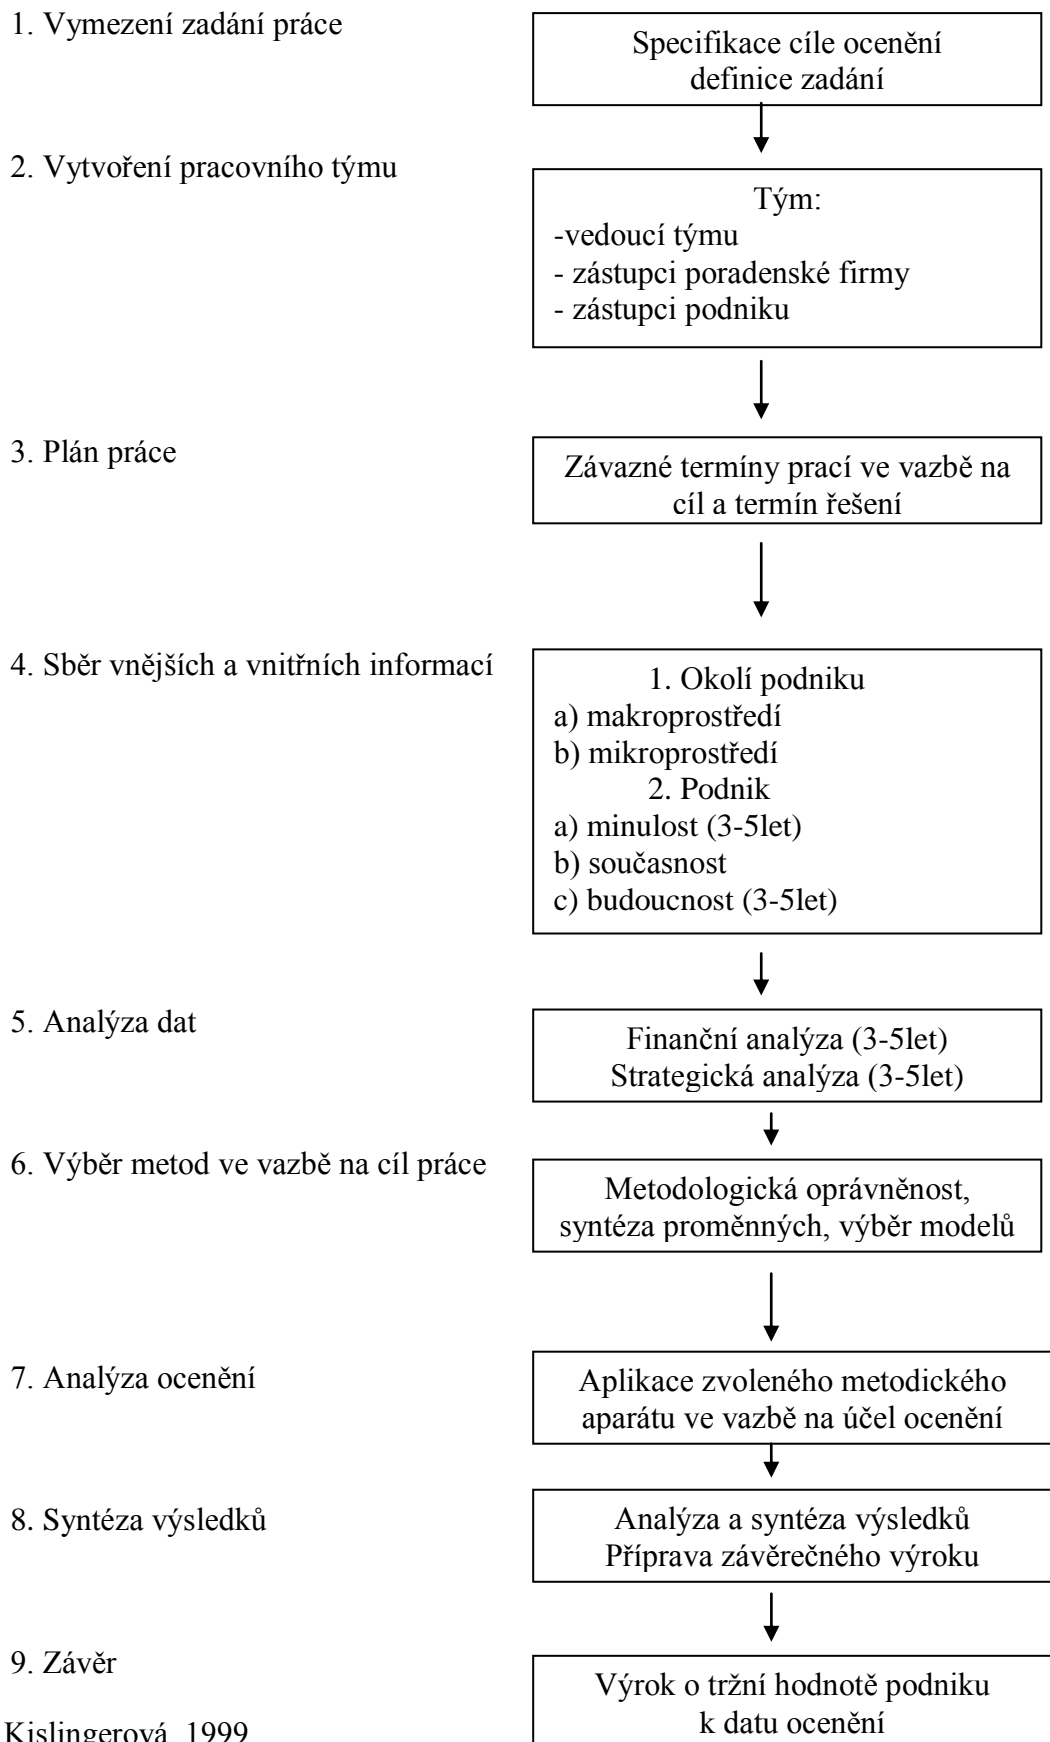 1. Vymezení zadání práce
Specifikace cíle ocenění
definice zadání
2. Vytvoření pracovního týmu
Tým:
-vedoucí týmu
- zástupci poradenské firmy
- zástupci podniku
3. Plán práce
Závazné termíny prací ve vazbě na
cíl a termín řešení
4. Sběr vnějších a vnitřních informací
1. Okolí podniku
a) makroprostředí
b) mikroprostředí
2. Podnik
a) minulost (3-5let)
b) současnost
c) budoucnost (3-5let)
5. Analýza dat
Finanční analýza (3-5let)
Strategická analýza (3-5let)
6. Výběr metod ve vazbě na cíl práce
Metodologická oprávněnost,
syntéza proměnných, výběr modelů
7. Analýza ocenění
Aplikace zvoleného metodického
aparátu ve vazbě na účel ocenění
8. Syntéza výsledků
Analýza a syntéza výsledků
Příprava závěrečného výroku
9. Závěr
Výrok o tržní hodnotě podniku
k datu ocenění
Kislingerová, 1999